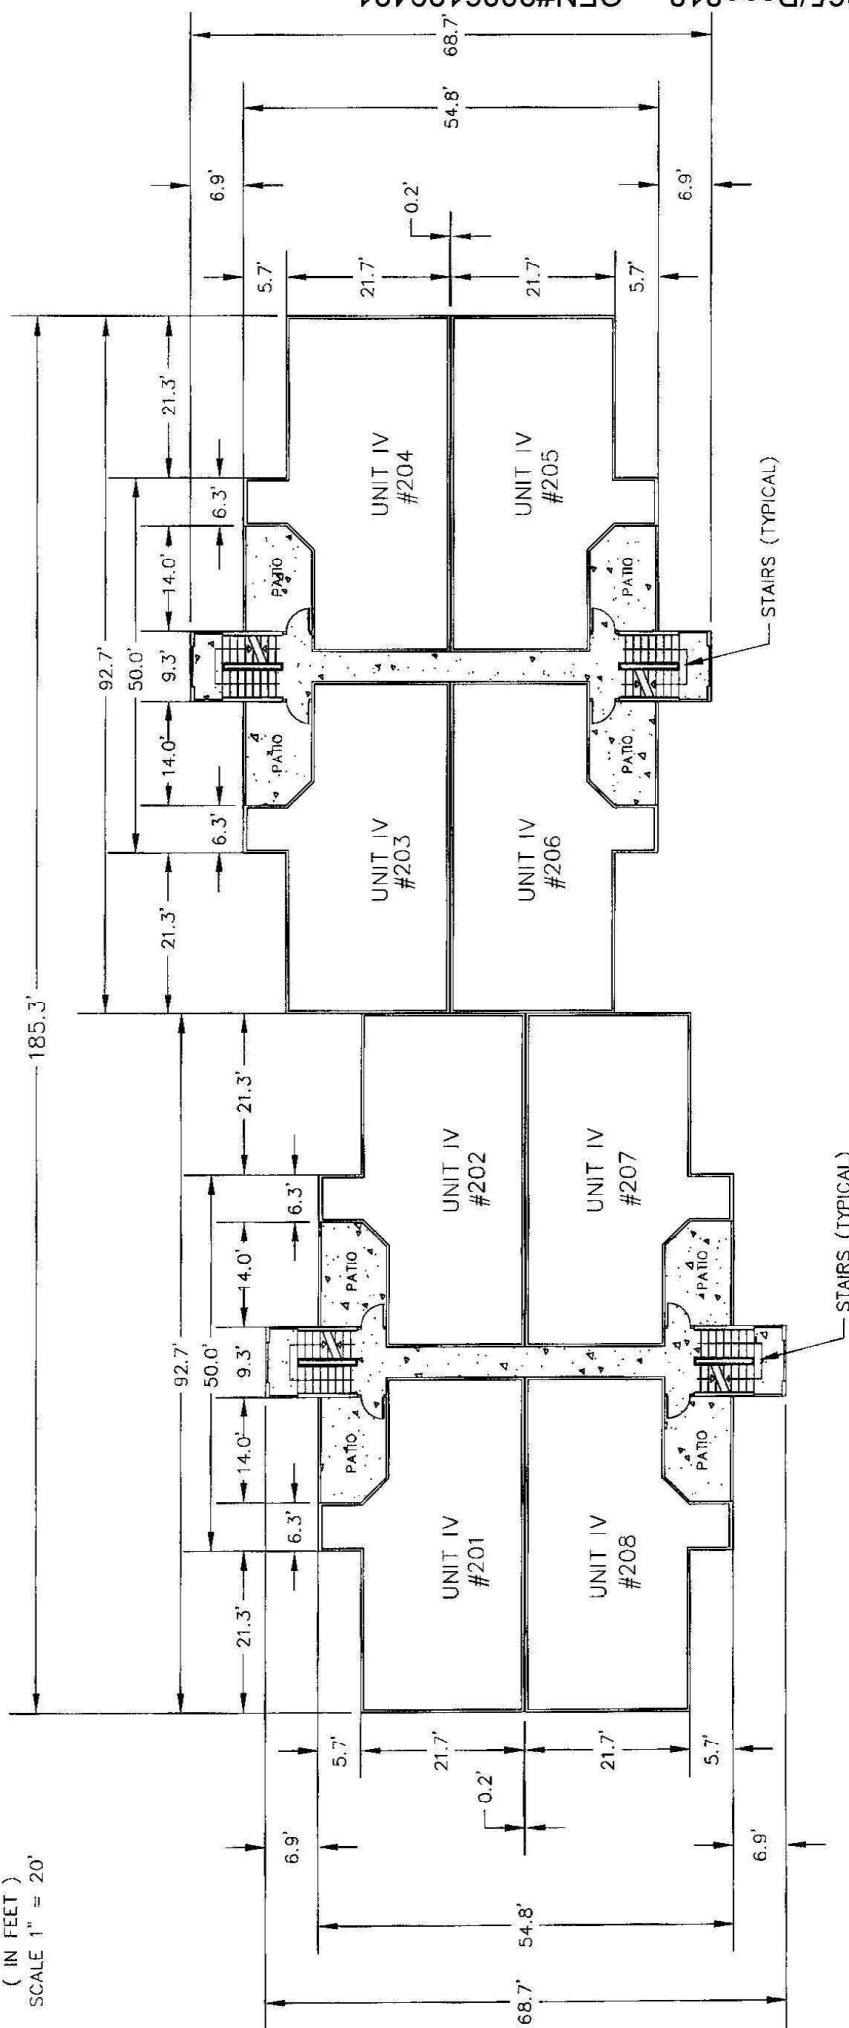 ( IN FEET )
SCALE 1" = 20'
185.3'
92.7'
50.0'
21.3' 6.3' 14.0' 9.3' 14.0' 6.3' 21.3'
92.7'
50.0'
21.3' 6.3' 14.0' 9.3' 14.0' 6.3' 21.3'
68.7'
54.8'
6.9'
5.7'
21.7'
0.2'
21.7'
5.7'
6.9'
PATIO
PATIO
UNIT IV
#201
UNIT IV
#202
UNIT IV
#208
UNIT IV
#207
PATIO
PATIO
STAIRS (TYPICAL)
PATIO
PATIO
UNIT IV
#203
UNIT IV
#204
UNIT IV
#206
UNIT IV
#205
PATIO
PATIO
STAIRS (TYPICAL)
6.9'
5.7'
21.7'
0.2'
21.7'
5.7'
6.9'
54.8'
68.7'